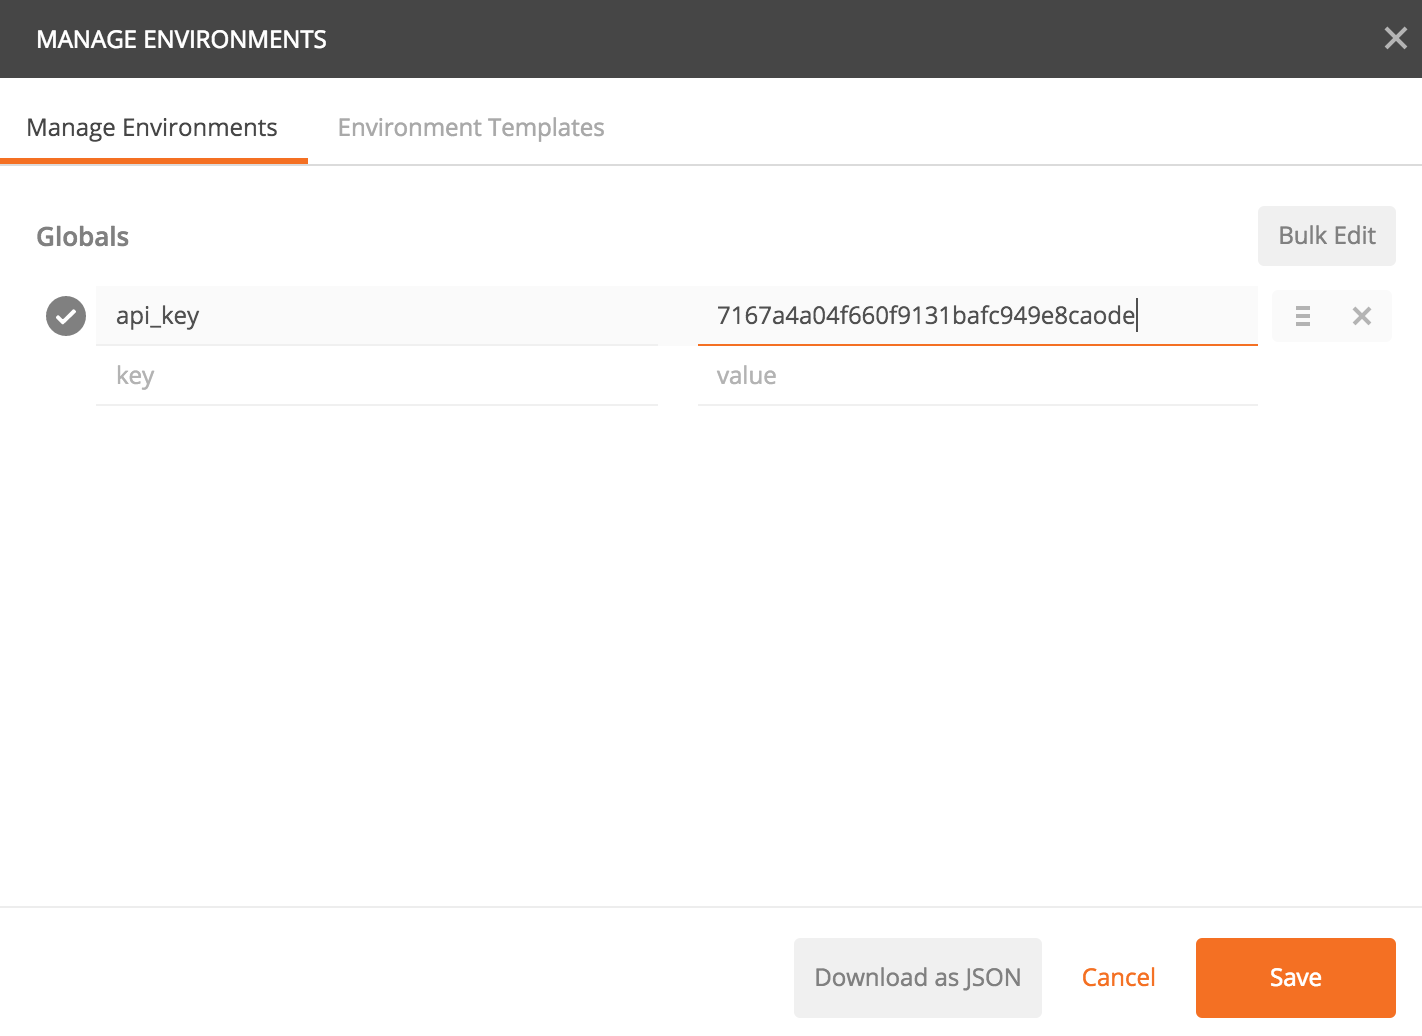 MANAGE ENVIRONMENTS
Manage Environments Environment Templates
Globals Bulk Edit
api_key 7167a4a04f660f9131bafc949e8caode
key value
Download as JSON Cancel Save